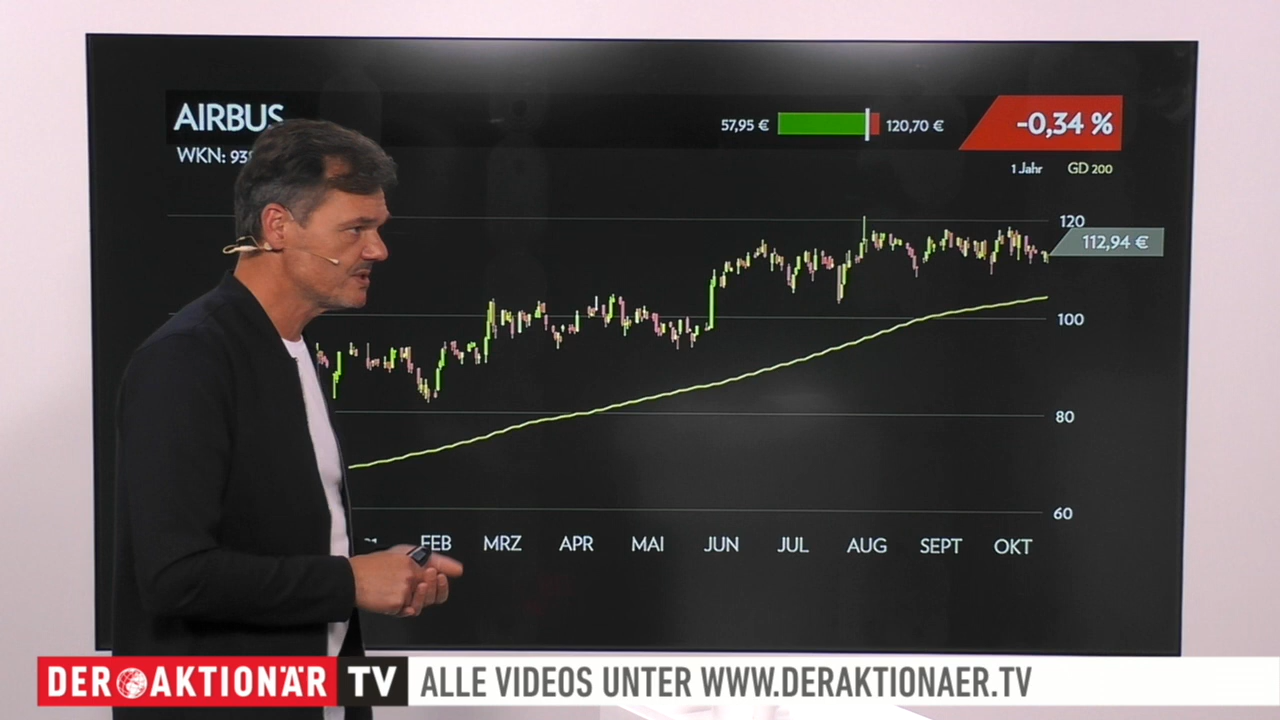 AIRBUS
57,95 € 120,70 €
-0,34 %
WKN: 93
1 Jahr GD 200
120
112,94 €
100
80
60
FEB MRZ APR MAI JUN JUL AUG SEPT OKT
DER AKTIONÄR TV ALLE VIDEOS UNTER WWW.DERAKTIONAER.TV